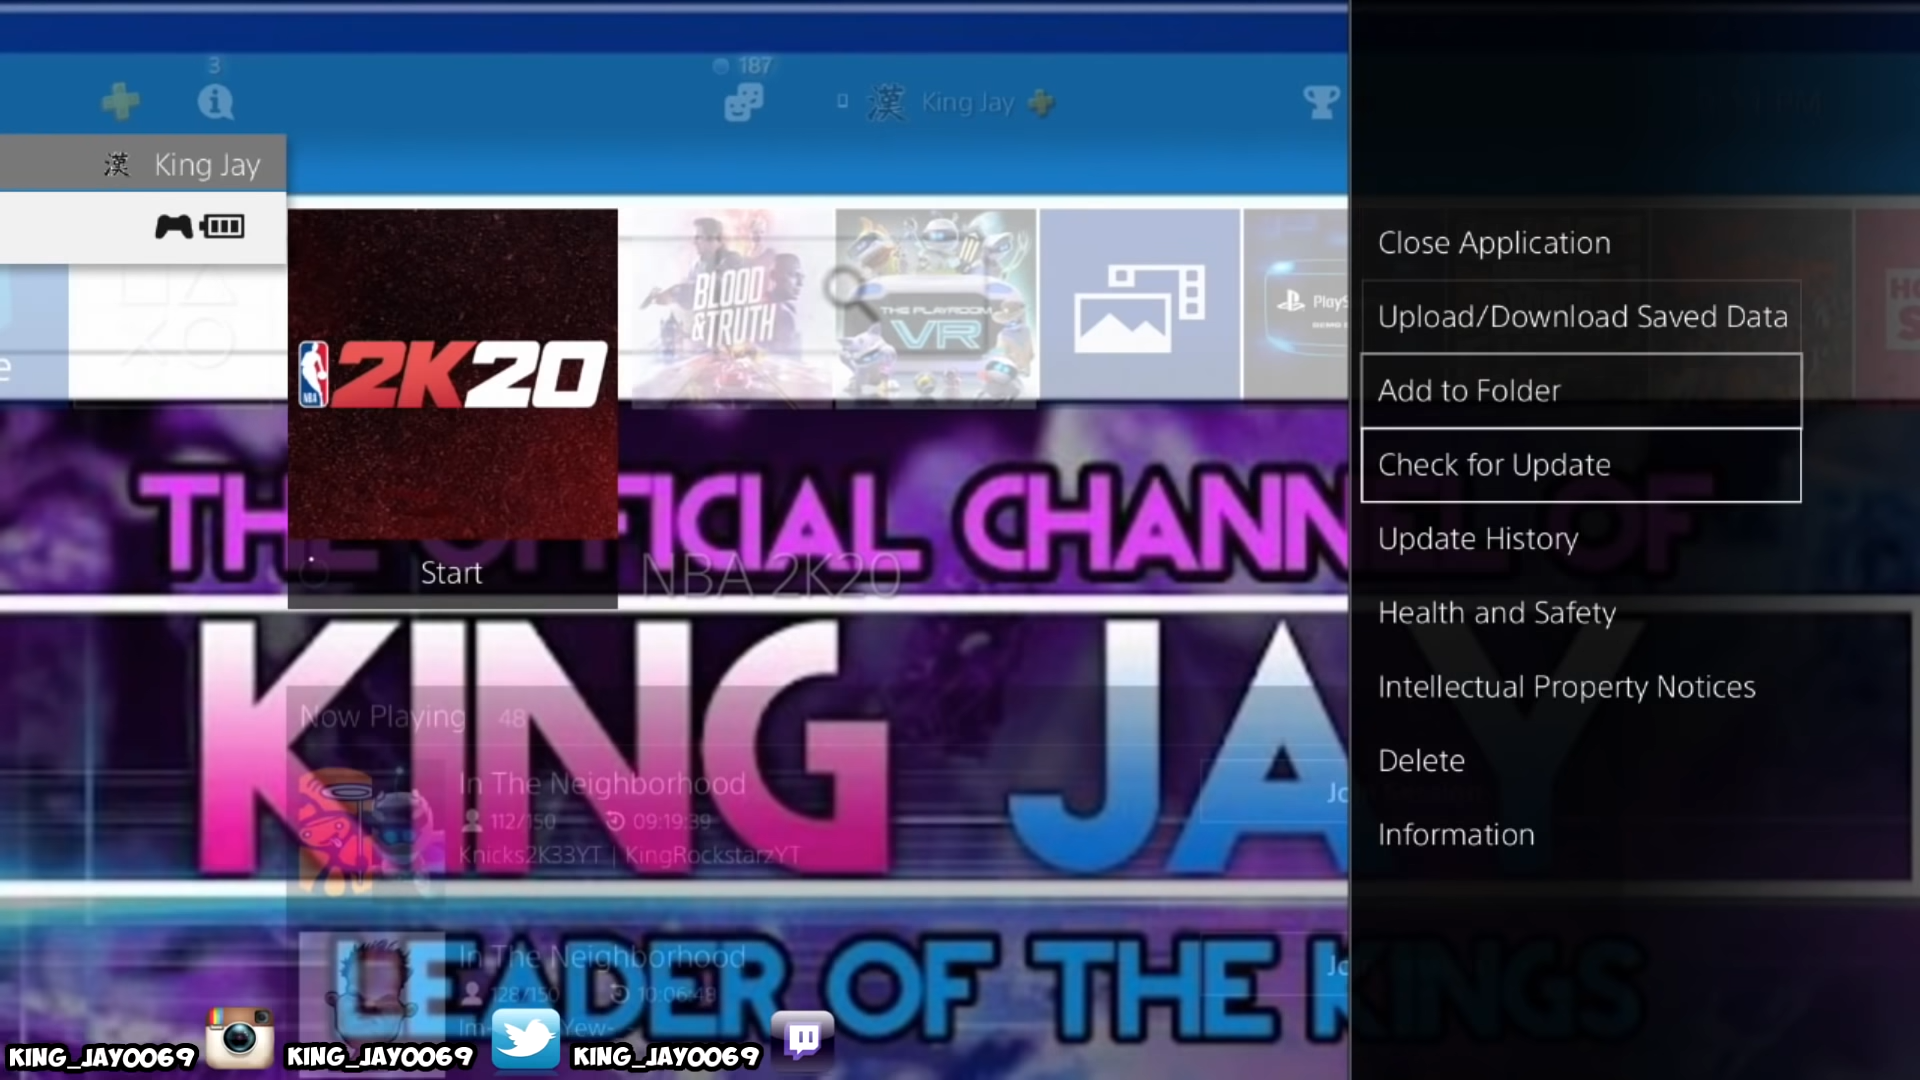 3
187
漢 King Jay
漢 King Jay
BLOOD
& TRUTH
THE PLAYROOM
VR
PlayS
NBA 2K20
Start
NBA 2K20
THE OFFICIAL CHANNEL OF
KING JAY
LEADER OF THE KINGS
Now Playing 48
In The Neighborhood
112/150 09:19:39
Knicks2K33YT | KingRockstarzYT
In The Neighborhood
128/150 10:06:48
KING_JAY0069 KING_JAY0069 KING_JAY0069
Close Application
Upload/Download Saved Data
Add to Folder
Check for Update
Update History
Health and Safety
Intellectual Property Notices
Delete
Information